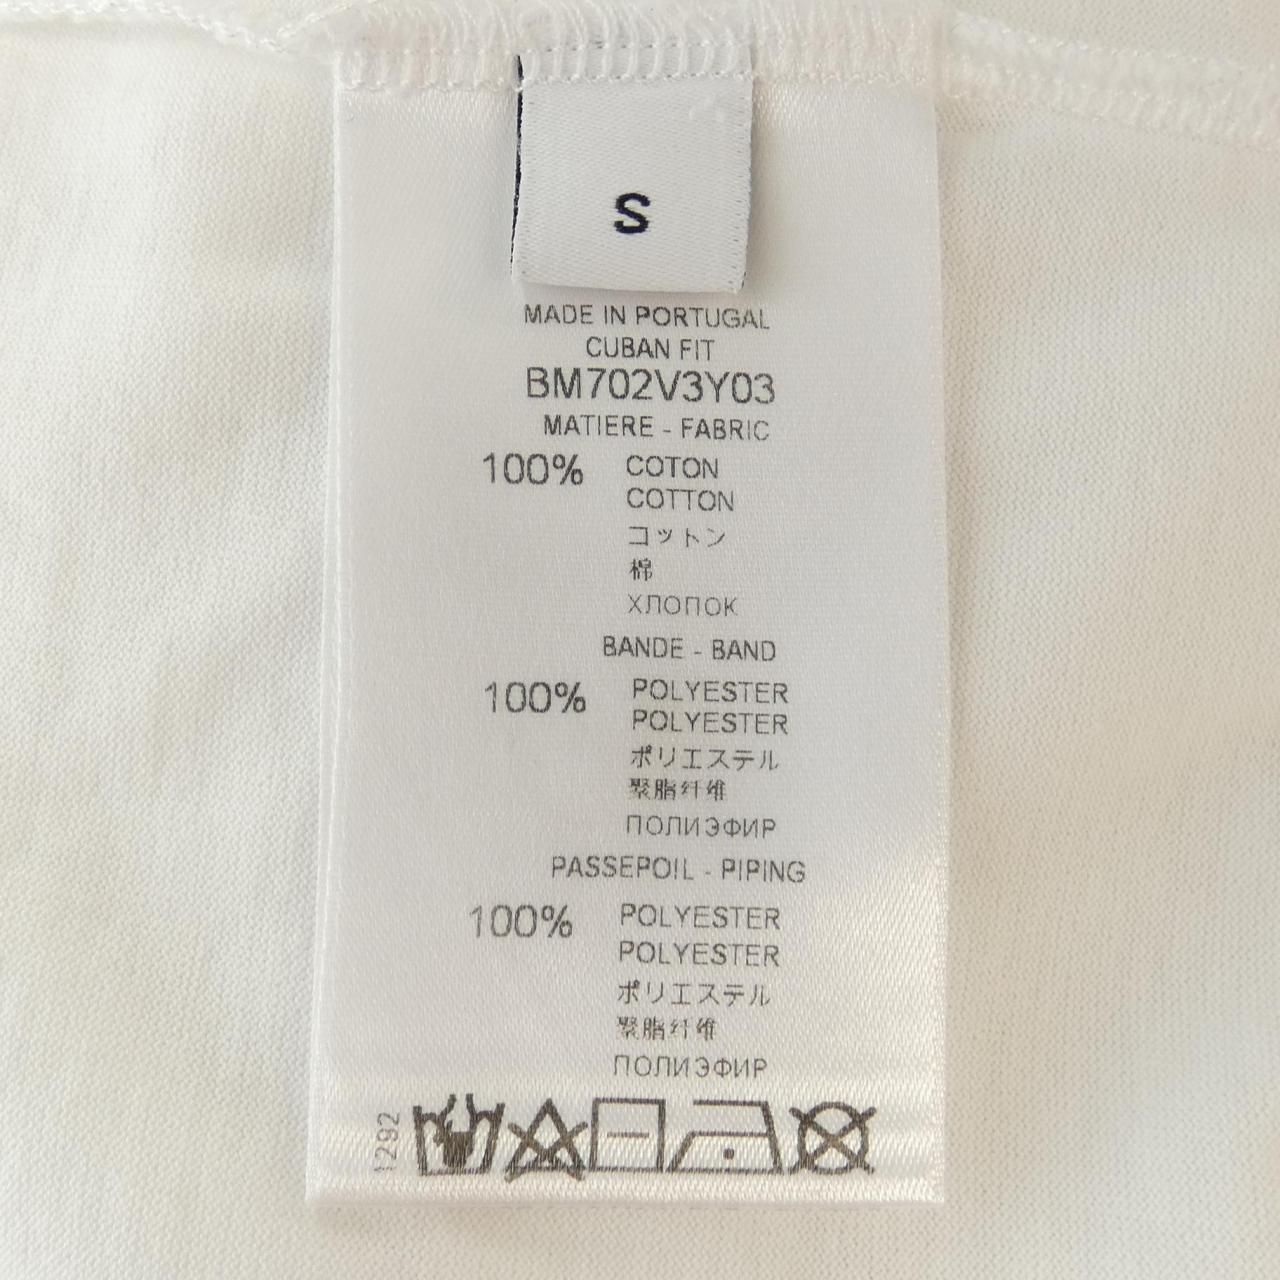 S
MADE IN PORTUGAL
CUBAN FIT
BM702V3Y03
MATIERE - FABRIC
100% COTON
COTTON
コットン
棉
ХЛОПОК
BANDE - BAND
100% POLYESTER
POLYESTER
ポリエステル
聚脂纤维
ПОЛИЭФИР
PASSEPOIL - PIPING
100% POLYESTER
POLYESTER
ポリエステル
聚脂纤维
ПОЛИЭФИР
1292